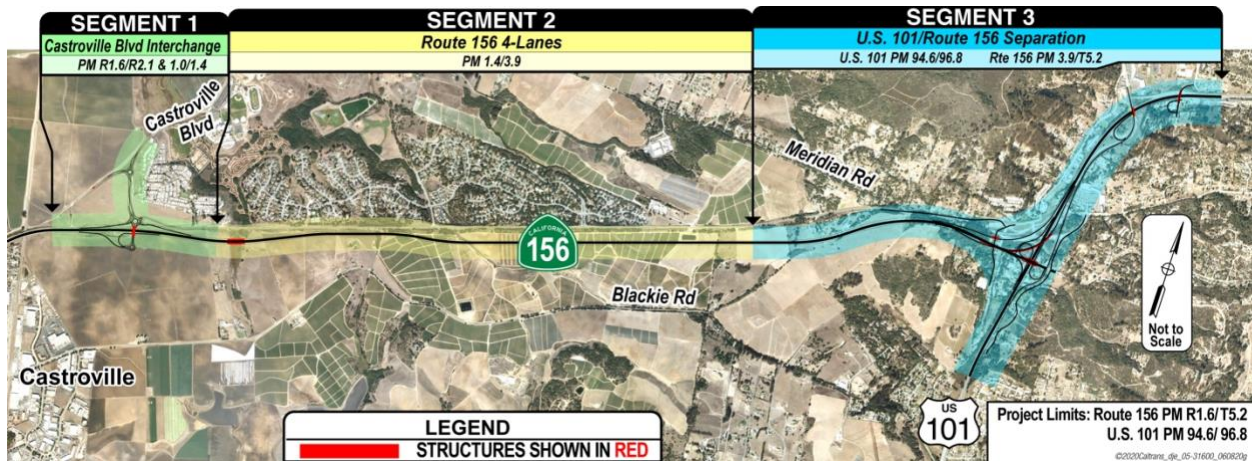 SEGMENT 1
Castroville Blvd Interchange
PM R1.6/R2.1 & 1.0/1.4
SEGMENT 2
Route 156 4-Lanes
PM 1.4/3.9
SEGMENT 3
U.S. 101/Route 156 Separation
U.S. 101 PM 94.6/96.8 Rte 156 PM 3.9/T5.2
Castroville
Blvd
Meridian Rd
CALIFORNIA
156
Blackie Rd
Not to
Scale
Castroville
LEGEND
STRUCTURES SHOWN IN RED
US
101
Project Limits: Route 156 PM R1.6/T5.2
U.S. 101 PM 94.6/ 96.8
©2020Caltrans_dje_05-31600_060820g